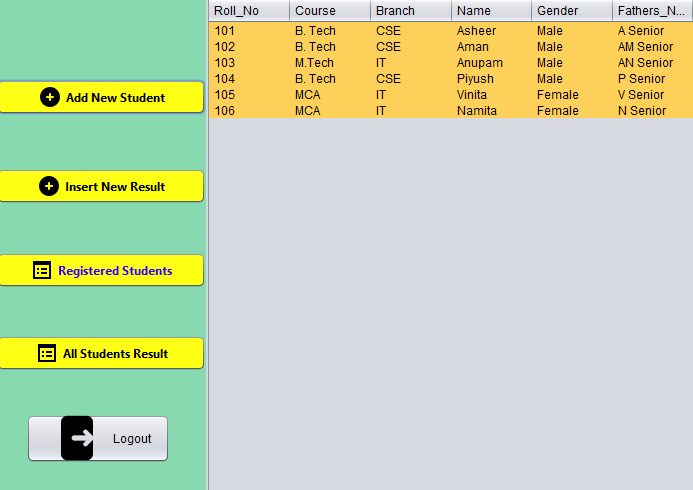 Add New Student
Insert New Result
Registered Students
All Students Result
Logout
Roll_No Course Branch Name Gender Fathers_N...
101 B. Tech CSE Asheer Male A Senior
102 B. Tech CSE Aman Male AM Senior
103 M.Tech IT Anupam Male AN Senior
104 B. Tech CSE Piyush Male P Senior
105 MCA IT Vinita Female V Senior
106 MCA IT Namita Female N Senior